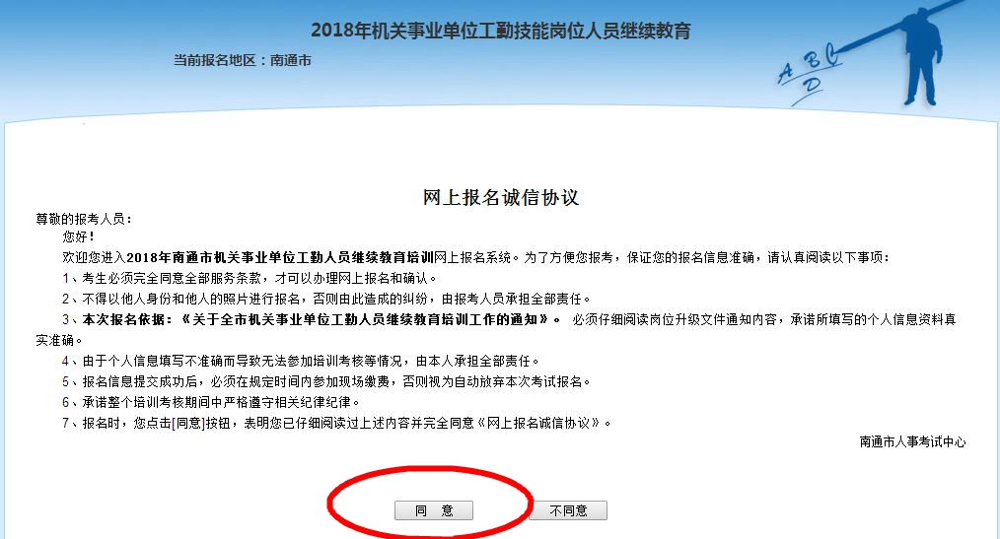 2018年机关事业单位工勤技能岗位人员继续教育
当前报名地区：南通市
A B C
D
网上报名诚信协议
尊敬的报考人员：
您好！
欢迎您进入2018年南通市机关事业单位工勤人员继续教育培训网上报名系统。为了方便您报考，保证您的报名信息准确，请认真阅读以下事项：
1、考生必须完全同意全部服务条款，才可以办理网上报名和确认。
2、不得以他人身份和他人的照片进行报名，否则由此造成的纠纷，由报考人员承担全部责任。
3、本次报名依据：《关于全市机关事业单位工勤人员继续教育培训工作的通知》。 必须仔细阅读岗位升级文件通知内容，承诺所填写的个人信息资料真
实准确。
4、由于个人信息填写不准确而导致无法参加培训考核等情况，由本人承担全部责任。
5、报名信息提交成功后，必须在规定时间内参加现场缴费，否则视为自动放弃本次考试报名。
6、承诺整个培训考核期间中严格遵守相关纪律纪律。
7、报名时，您点击[同意]按钮，表明您已仔细阅读过上述内容并完全同意《网上报名诚信协议》。
南通市人事考试中心
同 意 不同意